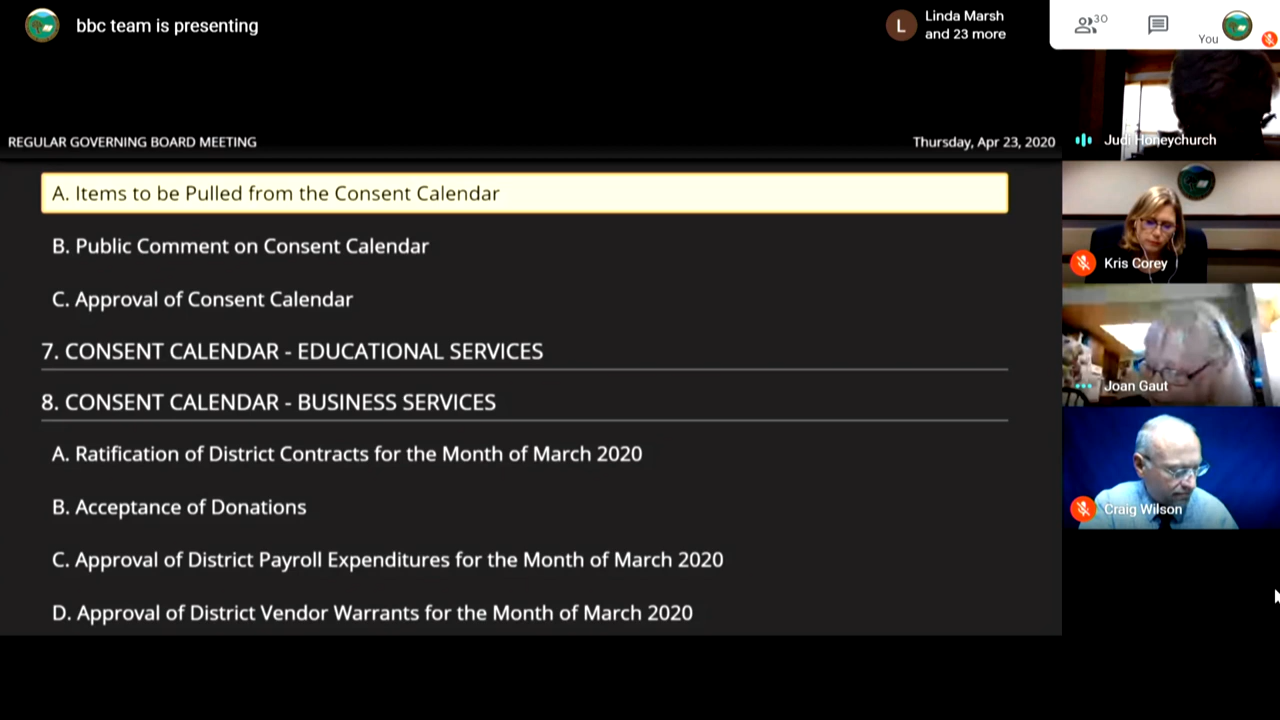 bbc team is presenting
L
Linda Marsh
and 23 more
30
You
REGULAR GOVERNING BOARD MEETING
Thursday, Apr 23, 2020
A. Items to be Pulled from the Consent Calendar
B. Public Comment on Consent Calendar
C. Approval of Consent Calendar
7. CONSENT CALENDAR - EDUCATIONAL SERVICES
8. CONSENT CALENDAR - BUSINESS SERVICES
A. Ratification of District Contracts for the Month of March 2020
B. Acceptance of Donations
C. Approval of District Payroll Expenditures for the Month of March 2020
D. Approval of District Vendor Warrants for the Month of March 2020
Judi Honeychurch
Kris Corey
Joan Gaut
Craig Wilson